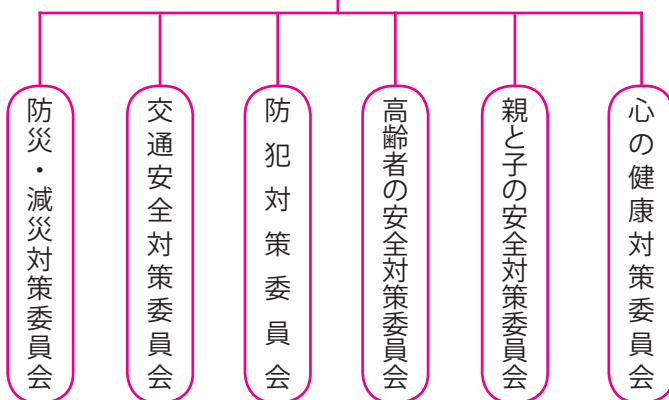 防災・減災対策委員会
交通安全対策委員会
防犯対策委員会
高齢者の安全対策委員会
親と子の安全対策委員会
心の健康対策委員会